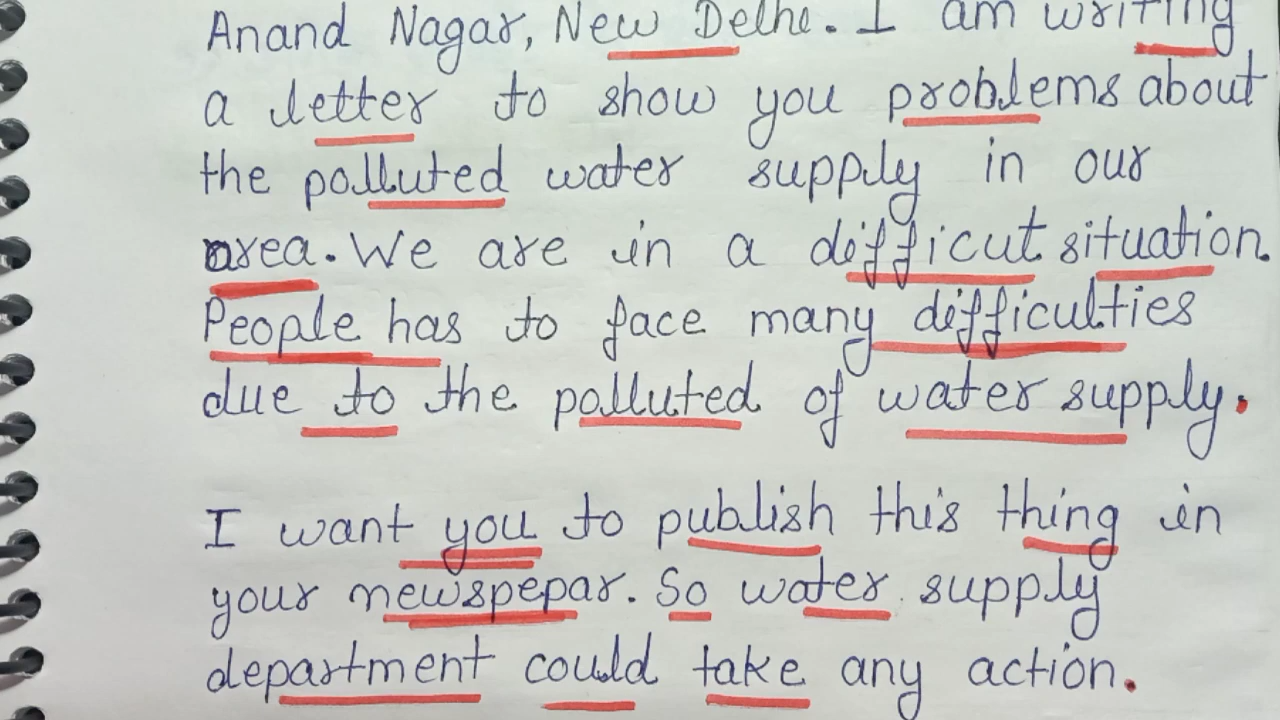 Anand Nagar, New Delhi. I am writing
a letter to show you problems about
the polluted water supply in our
area. We are in a difficut situation.
People has to face many difficulties
due to the polluted of water supply.
I want you to publish this thing in
your newspepar. So water supply
department could take any action.